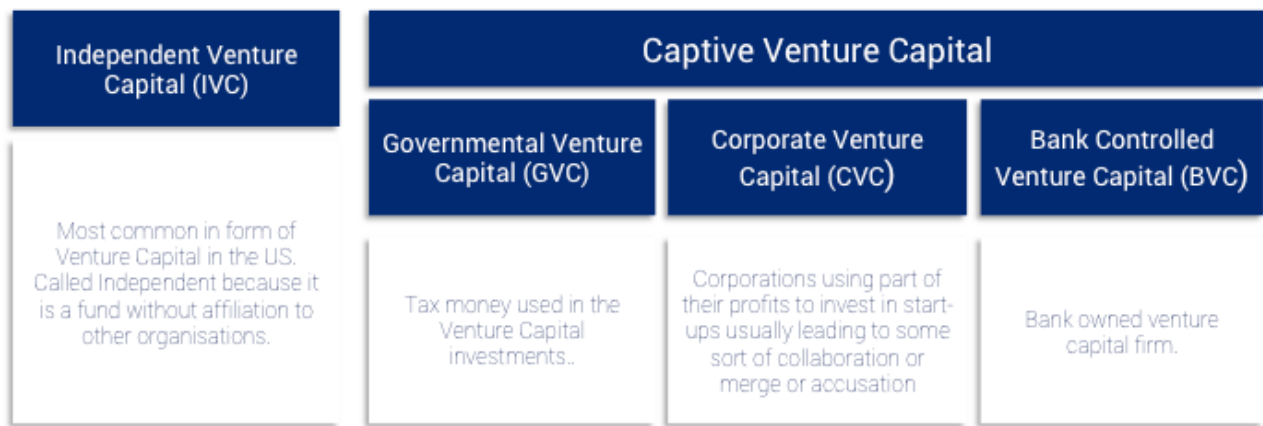 Independent Venture
Capital (IVC)
Most common in form of
Venture Capital in the US.
Called Independent because it
is a fund without affiliation to
other organisations.
Captive Venture Capital
Governmental Venture
Capital (GVC)
Tax money used in the
Venture Capital
investments..
Corporate Venture
Capital (CVC)
Corporations using part of
their profits to invest in start-
ups usually leading to some
sort of collaboration or
merge or accusation
Bank Controlled
Venture Capital (BVC)
Bank owned venture
capital firm.